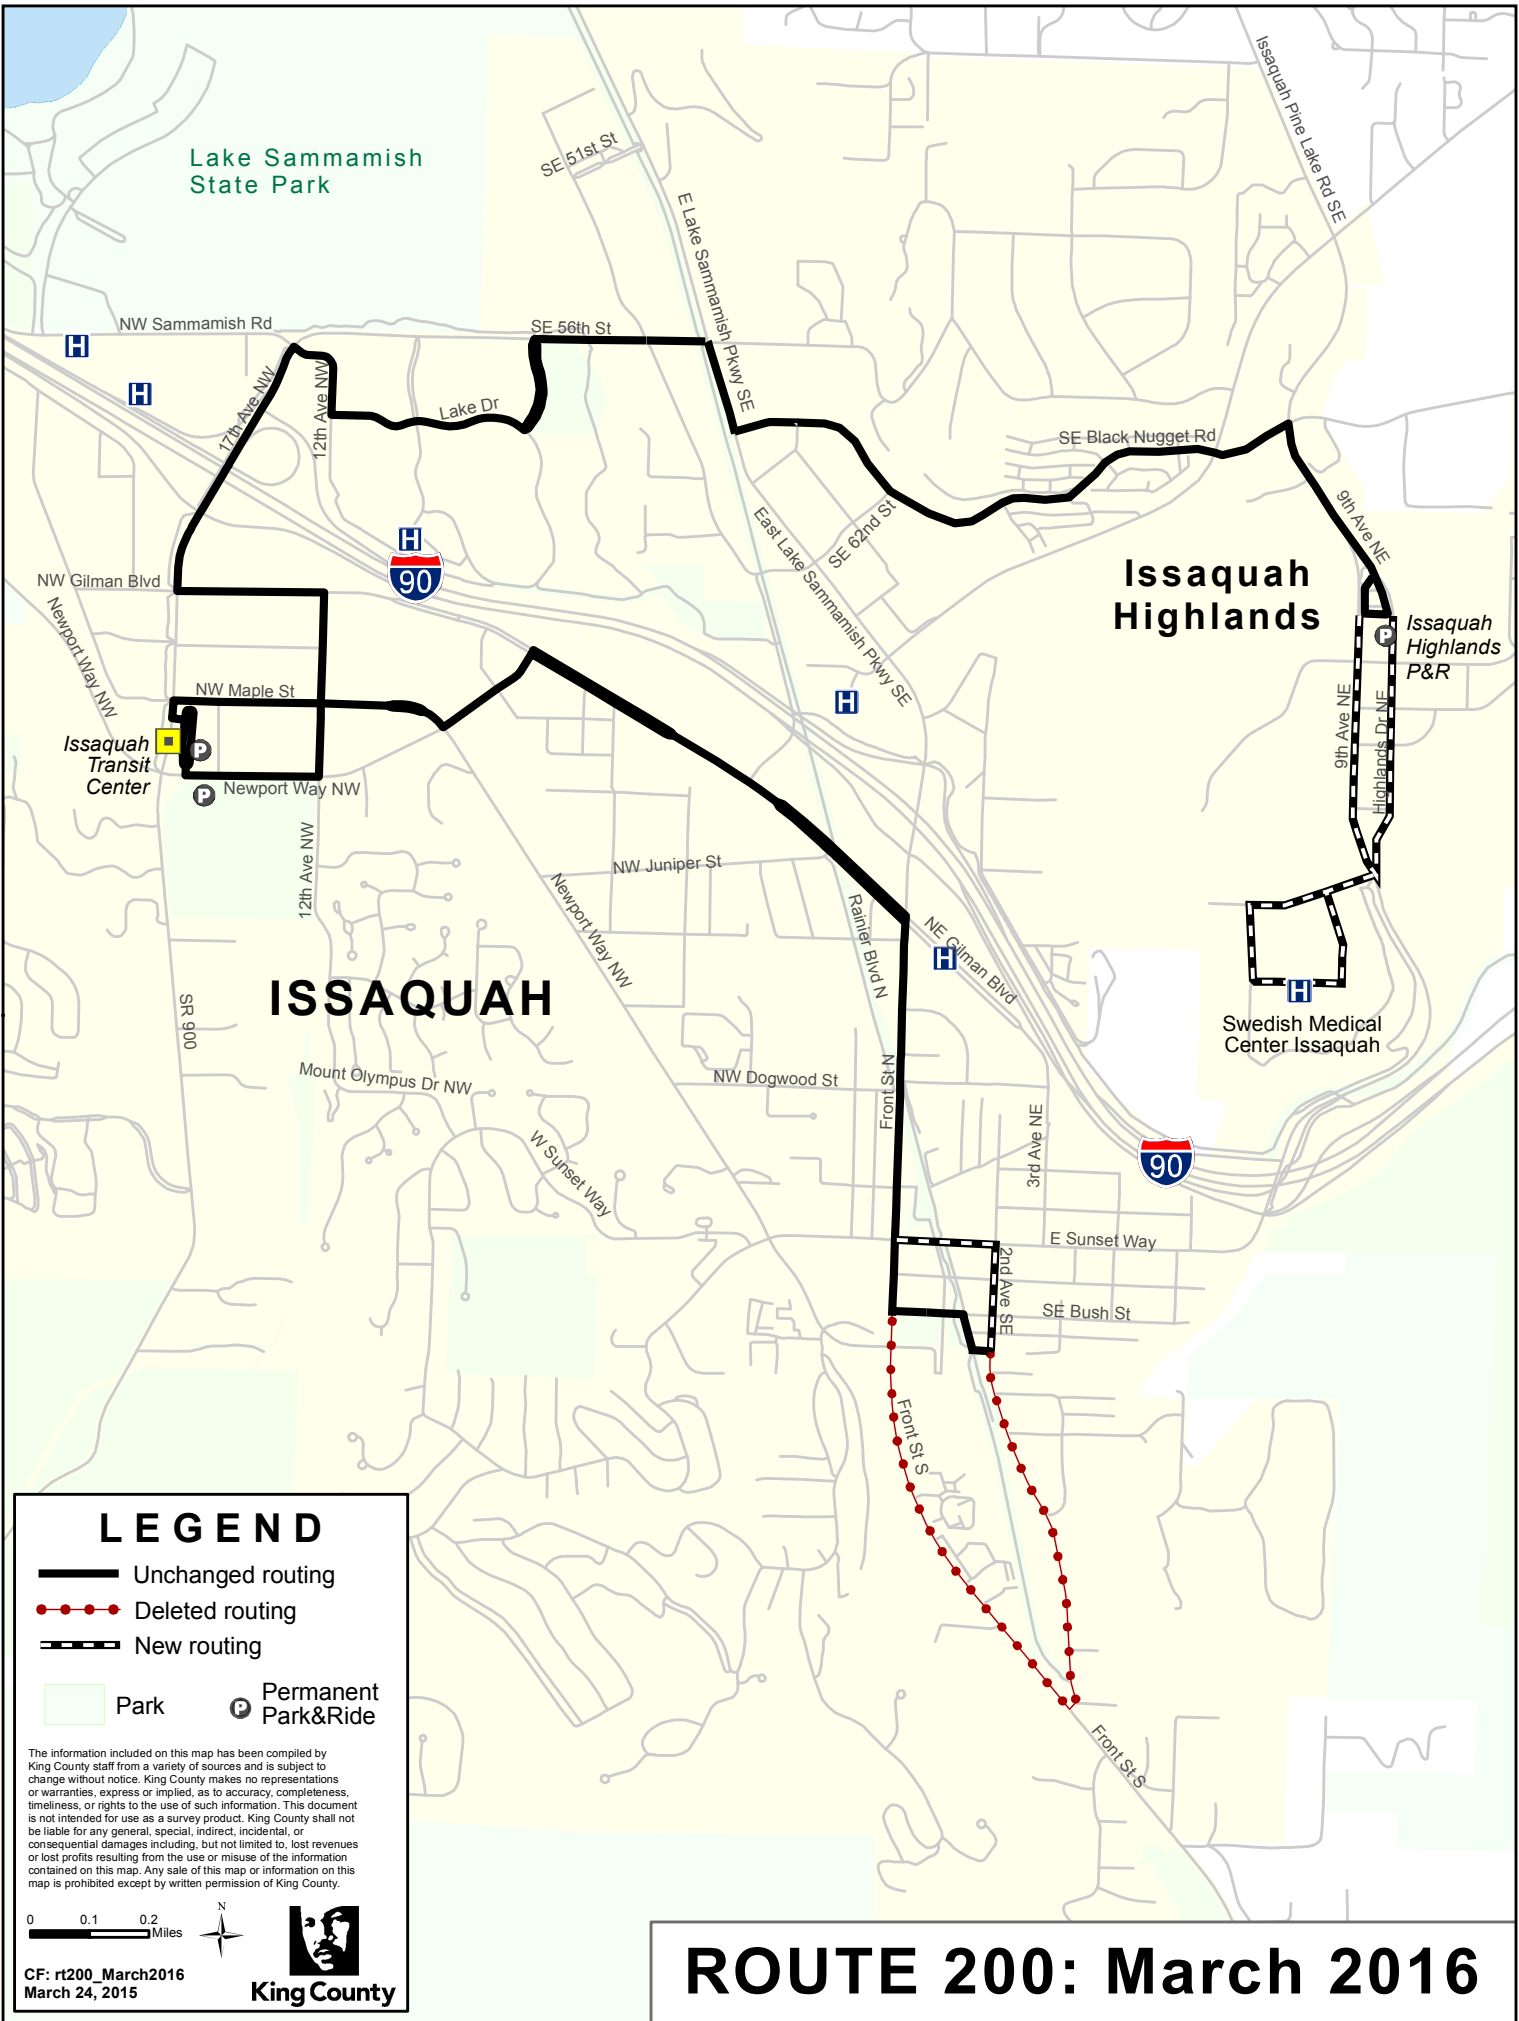 Lake Sammamish
State Park
SE 51st St
E Lake Sammamish Pkwy SE
Issaquah Pine Lake Rd SE
NW Sammamish Rd
SE 56th St
H
H
17th Ave NW
12th Ave NW
Lake Dr
SE Black Nugget Rd
9th Ave NE
SE 62nd St
East Lake Sammamish Pkwy SE
H
90
NW Gilman Blvd
Newport Way NW
Issaquah
Highlands
P
Issaquah
Highlands
P&R
NW Maple St
H
9th Ave NE
Highlands Dr NE
Issaquah
Transit
Center
P
P
Newport Way NW
12th Ave NW
NW Juniper St
Newport Way NW
Rainier Blvd N
NE Gilman Blvd
H
ISSAQUAH
SR 900
H
Swedish Medical
Center Issaquah
Mount Olympus Dr NW
NW Dogwood St
Front St N
3rd Ave NE
90
W Sunset Way
E Sunset Way
2nd Ave SE
SE Bush St
Front St S
Front St S
LEGEND
Unchanged routing
Deleted routing
New routing
Park
P
Permanent
Park&Ride
The information included on this map has been compiled by
King County staff from a variety of sources and is subject to
change without notice. King County makes no representations
or warranties, express or implied, as to accuracy, completeness,
timeliness, or rights to the use of such information. This document
is not intended for use as a survey product. King County shall not
be liable for any general, special, indirect, incidental, or
consequential damages including, but not limited to, lost revenues
or lost profits resulting from the use or misuse of the information
contained on this map. Any sale of this map or information on this
map is prohibited except by written permission of King County.
N
0 0.1 0.2
Miles
CF: rt200_March2016
March 24, 2015
King County
ROUTE 200: March 2016